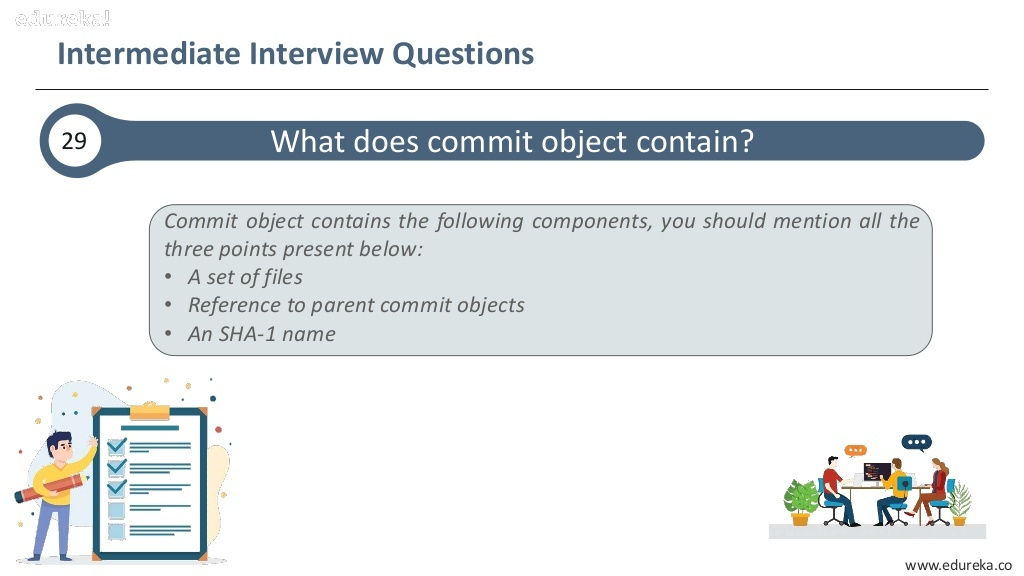 edureka!
Intermediate Interview Questions
29
What does commit object contain?
Commit object contains the following components, you should mention all the
three points present below:
• A set of files
• Reference to parent commit objects
• An SHA-1 name
www.edureka.co